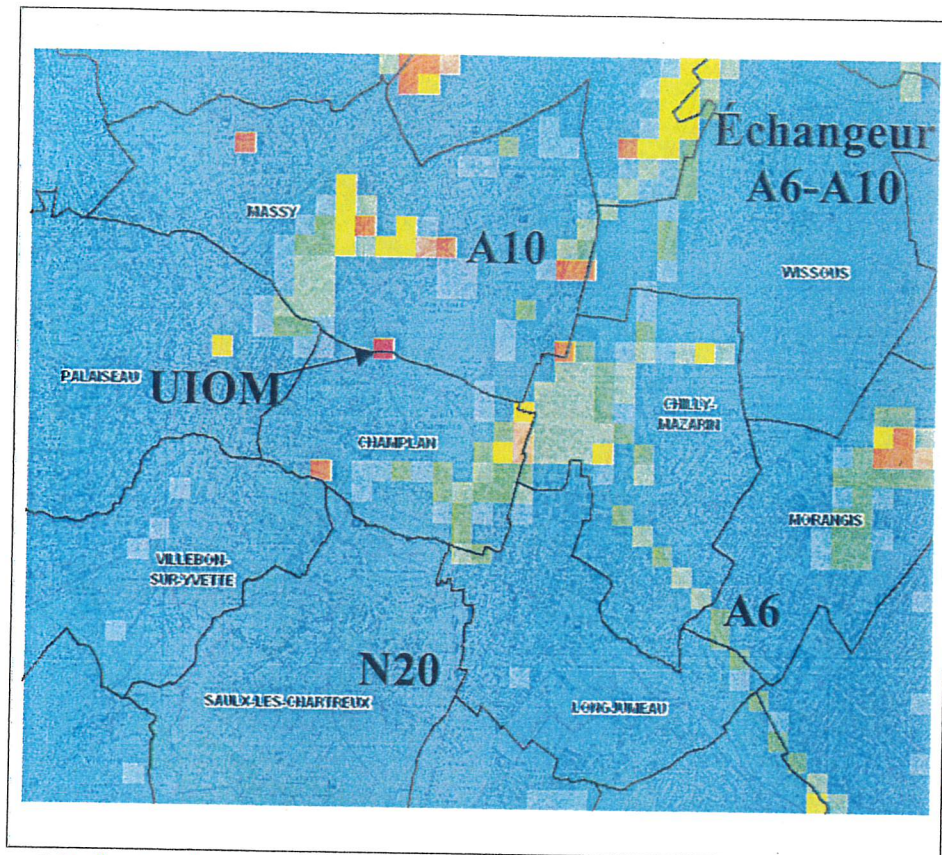 Échangeur
A6-A10
MASSY
A10
WISSOUS
PALAISEAU
UIOM
CHILLY-
MAZARIN
CHAMPLAN
MORANGIS
VILLEBON-
SUR-YVETTE
A6
N20
SAULX-LES-CHARTREUX
LONGJUMEAU